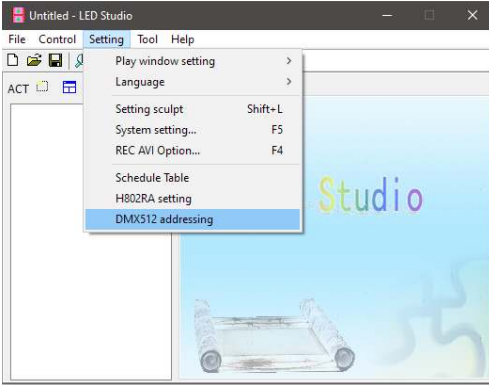 Untitled - LED Studio
File Control Setting Tool Help
ACT
Play window setting >
Language >
Setting sculpt Shift+L
System setting... F5
REC AVI Option... F4
Schedule Table
H802RA setting
DMX512 addressing
Studio